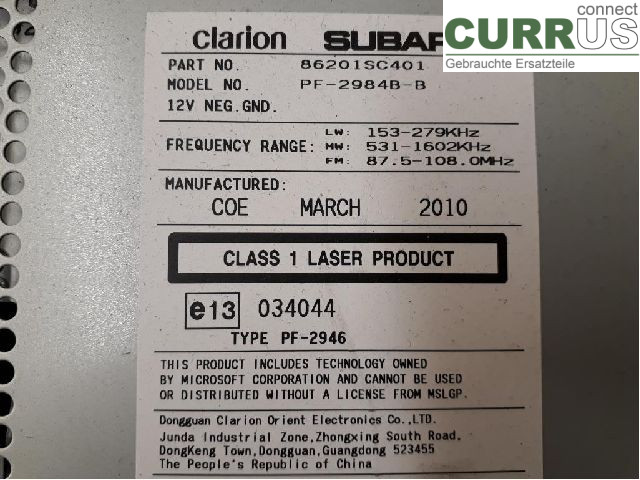 connect
CURRUS
Gebrauchte Ersatzteile
clarion
PART NO. 86201SC401
MODEL NO. PF-2984B-B
12V NEG.GND.
FREQUENCY RANGE: LW: 153-279KHz
MW: 531-1602KHz
FM: 87.5-108.0MHz
MANUFACTURED:
COE MARCH 2010
CLASS 1 LASER PRODUCT
e13 034044
TYPE PF-2946
THIS PRODUCT INCLUDES TECHNOLOGY OWNED
BY MICROSOFT CORPORATION AND CANNOT BE USED
OR DISTRIBUTED WITHOUT A LICENSE FROM MSLGP.
Dongguan Clarion Orient Electronics Co.,LTD.
Junda Industrial Zone,Zhongxing South Road,
DongKeng Town,Dongguan,Guangdong 523455
The People's Republic of China